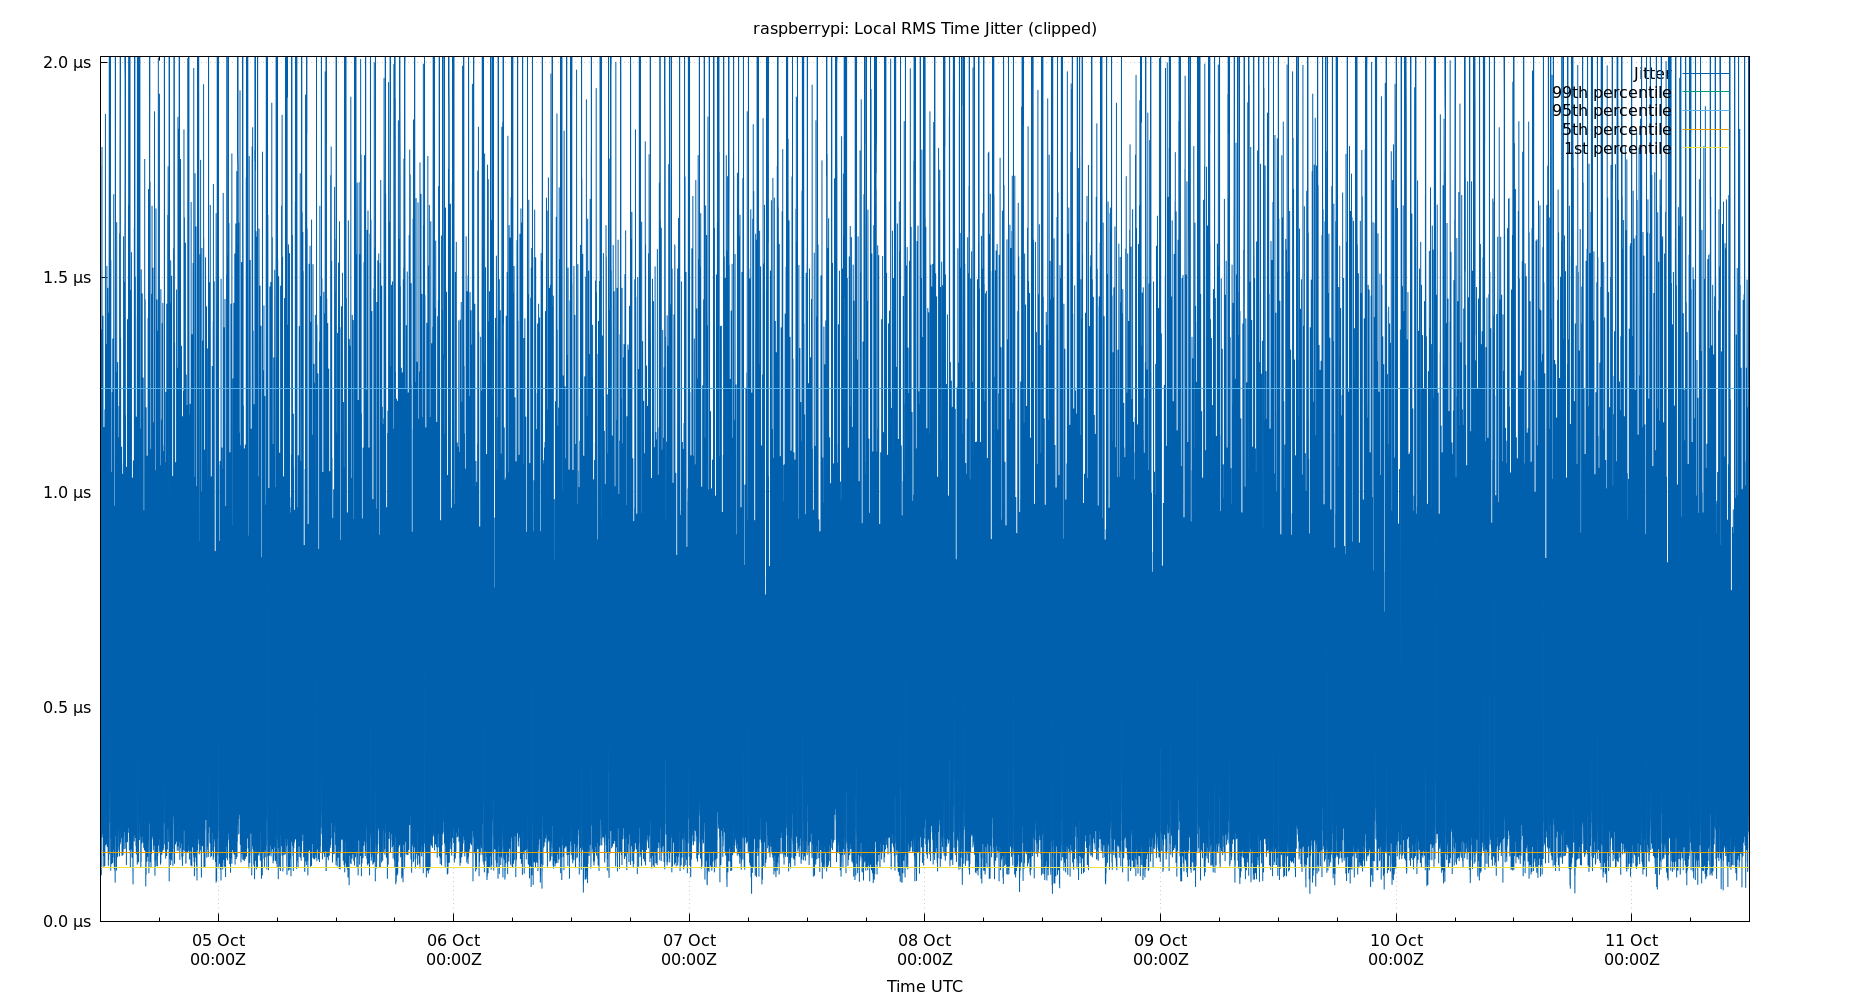 raspberrypi: Local RMS Time Jitter (clipped)
2.0 µs
1.5 µs
1.0 µs
0.5 µs
0.0 µs
Jitter
99th percentile
95th percentile
5th percentile
1st percentile
05 Oct 06 Oct 07 Oct 08 Oct 09 Oct 10 Oct 11 Oct
00:00Z 00:00Z 00:00Z 00:00Z 00:00Z 00:00Z 00:00Z
Time UTC